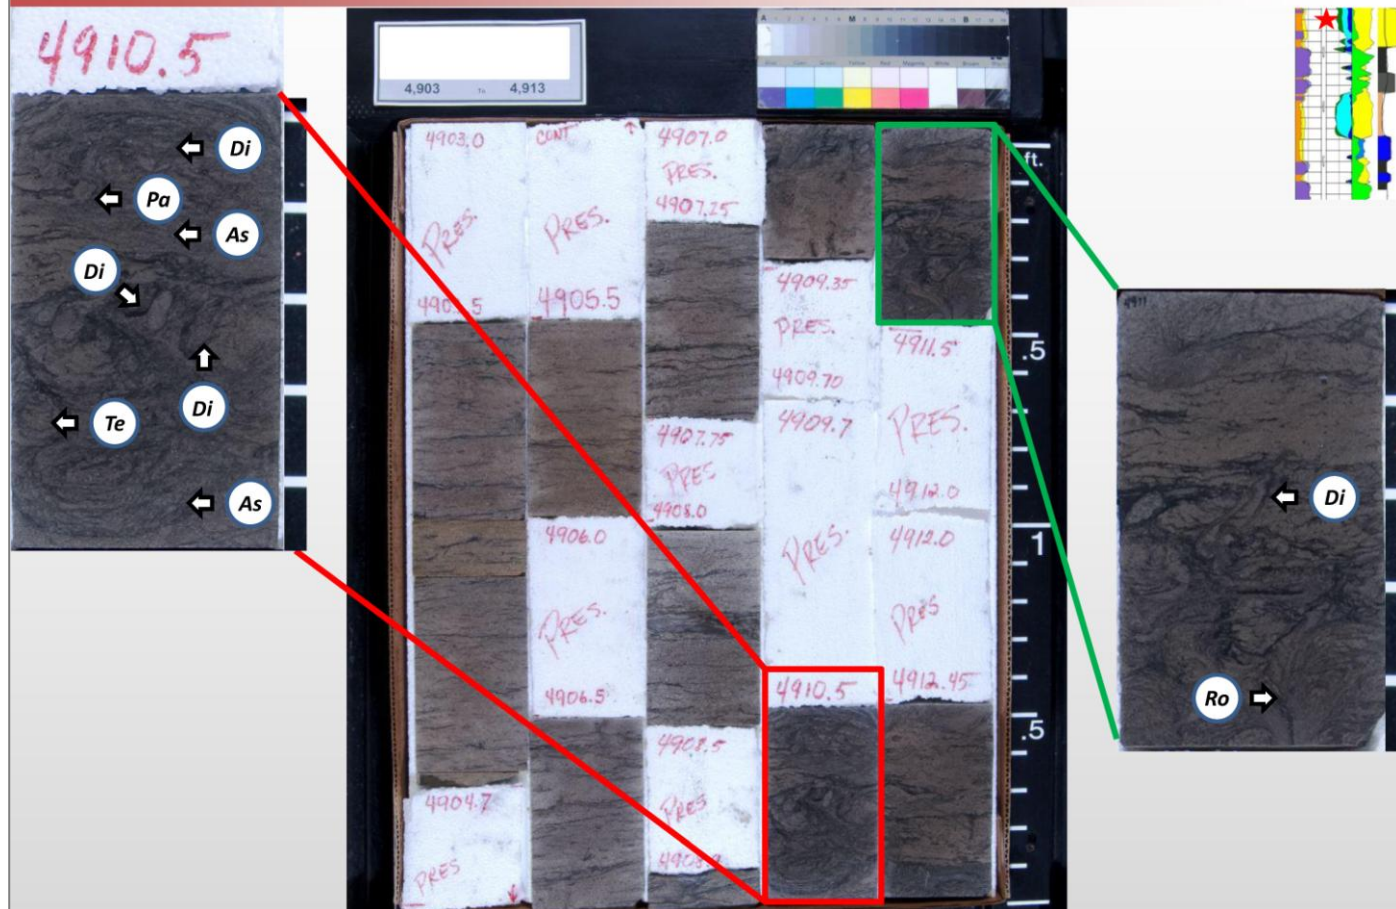 4910.5
Di
Pa
As
Di
Di
Te
As
4,903 To 4,913
A M B
4903.0
PRES.
4904.7
PRES
CONT
PRES.
4905.5
4906.0
PRES.
4906.5
4907.0
PRES.
4907.25
4907.75
PRES
4908.0
4908.5
PRES
4909.35
PRES.
4909.70
4909.7
PRES.
4910.5
4911.5
PRES.
4912.0
4912.0
PRES
4912.45
ft.
.5
1
.5
4911
Di
Ro